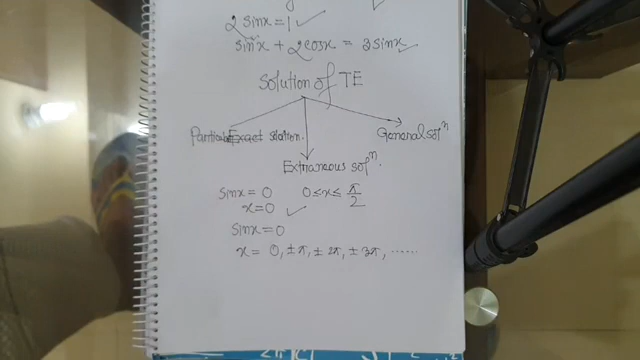 2 sinx = 1 ✓
sin²x + 2cosx = 3sinx ✓
Solution of TE
Particular Exact solution. General solⁿ
Extraneous solⁿ.
sinx = 0 0 ≤ x ≤ π/2
x = 0 ✓
sinx = 0
x = 0, ±π, ±2π, ±3π, ......